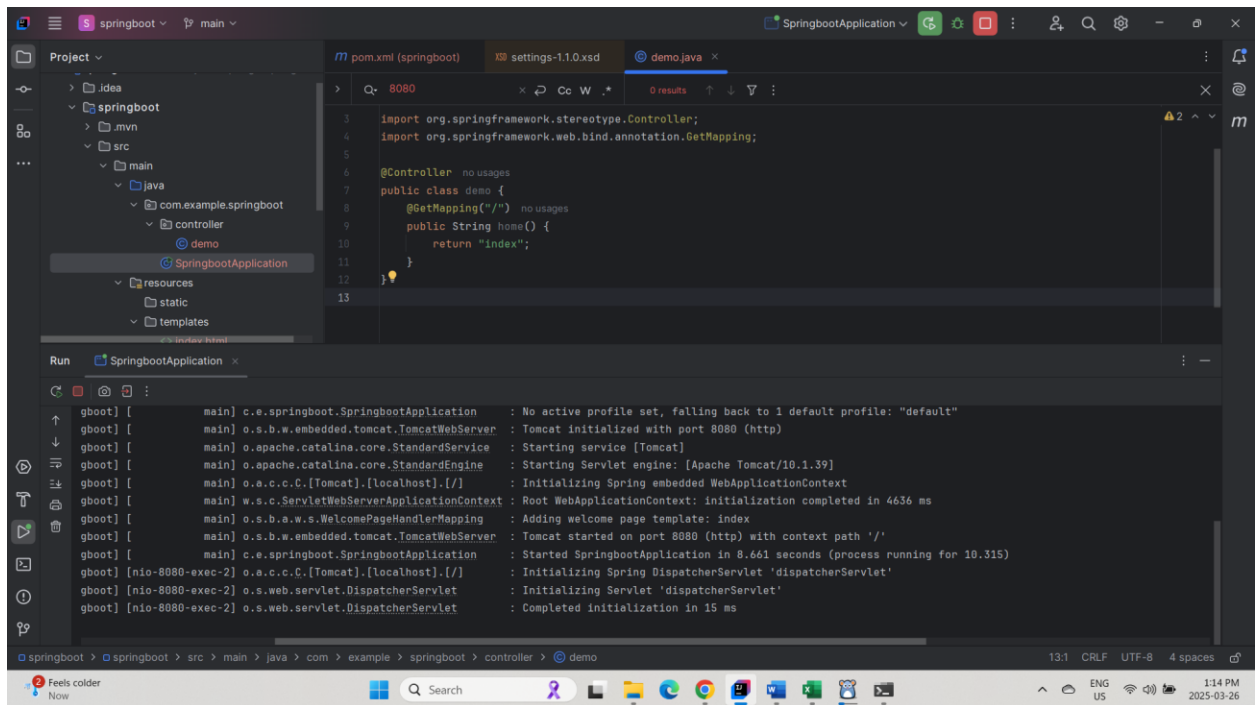 springboot main SpringbootApplication
Project
pom.xml (springboot) settings-1.1.0.xsd demo.java
8080 Cc W .* 0 results
.idea
springboot
.mvn
src
main
java
com.example.springboot
controller
demo
SpringbootApplication
resources
static
templates
index.html
3 import org.springframework.stereotype.Controller;
4 import org.springframework.web.bind.annotation.GetMapping;
5
6 @Controller no usages
7 public class demo {
8 @GetMapping("/") no usages
9 public String home() {
10 return "index";
11 }
12 }
13
2
Run SpringbootApplication
gboot] [ main] c.e.springboot.SpringbootApplication : No active profile set, falling back to 1 default profile: "default"
gboot] [ main] o.s.b.w.embedded.tomcat.TomcatWebServer : Tomcat initialized with port 8080 (http)
gboot] [ main] o.apache.catalina.core.StandardService : Starting service [Tomcat]
gboot] [ main] o.apache.catalina.core.StandardEngine : Starting Servlet engine: [Apache Tomcat/10.1.39]
gboot] [ main] o.a.c.c.C.[Tomcat].[localhost].[/] : Initializing Spring embedded WebApplicationContext
gboot] [ main] w.s.c.ServletWebServerApplicationContext : Root WebApplicationContext: initialization completed in 4636 ms
gboot] [ main] o.s.b.a.w.s.WelcomePageHandlerMapping : Adding welcome page template: index
gboot] [ main] o.s.b.w.embedded.tomcat.TomcatWebServer : Tomcat started on port 8080 (http) with context path '/'
gboot] [ main] c.e.springboot.SpringbootApplication : Started SpringbootApplication in 8.661 seconds (process running for 10.315)
gboot] [nio-8080-exec-2] o.a.c.c.C.[Tomcat].[localhost].[/] : Initializing Spring DispatcherServlet 'dispatcherServlet'
gboot] [nio-8080-exec-2] o.s.web.servlet.DispatcherServlet : Initializing Servlet 'dispatcherServlet'
gboot] [nio-8080-exec-2] o.s.web.servlet.DispatcherServlet : Completed initialization in 15 ms
springboot > springboot > src > main > java > com > example > springboot > controller > demo 13:1 CRLF UTF-8 4 spaces
2 Feels colder
Now
Search
ENG
US
1:14 PM
2025-03-26